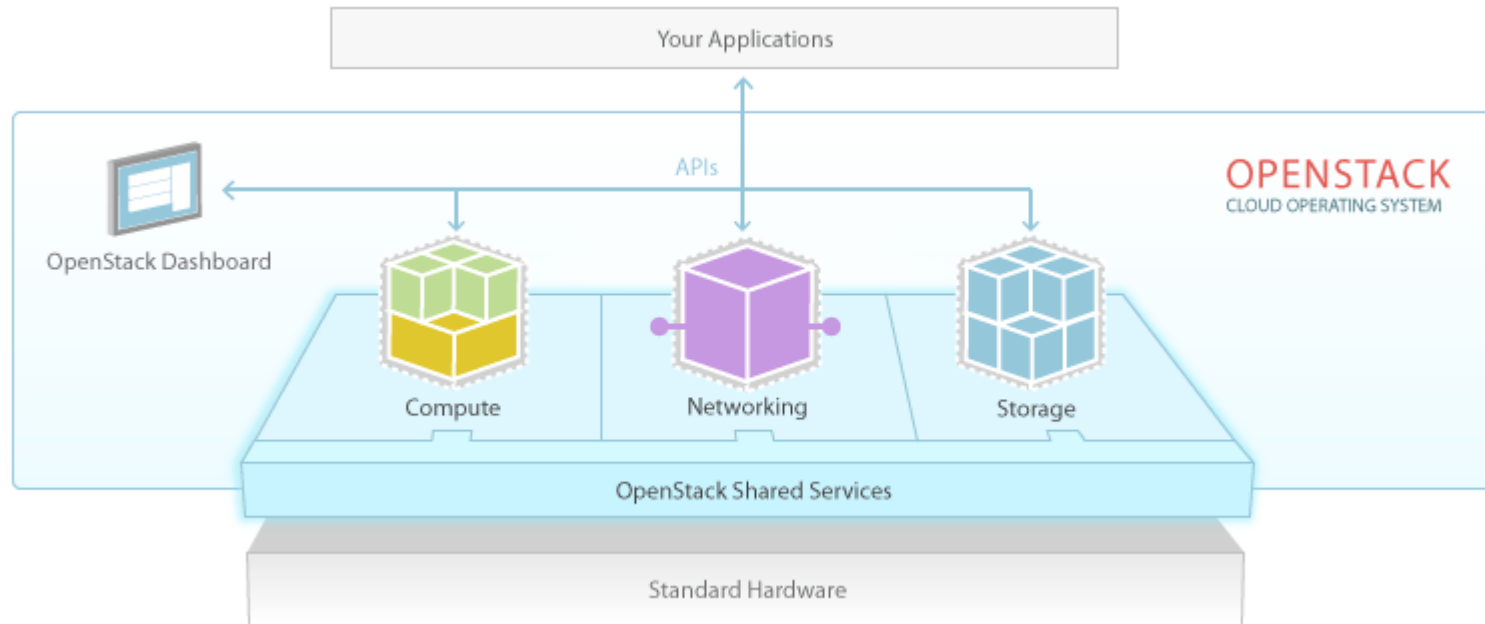 Your Applications
APIs
OPENSTACK
CLOUD OPERATING SYSTEM
OpenStack Dashboard
Compute
Networking
Storage
OpenStack Shared Services
Standard Hardware